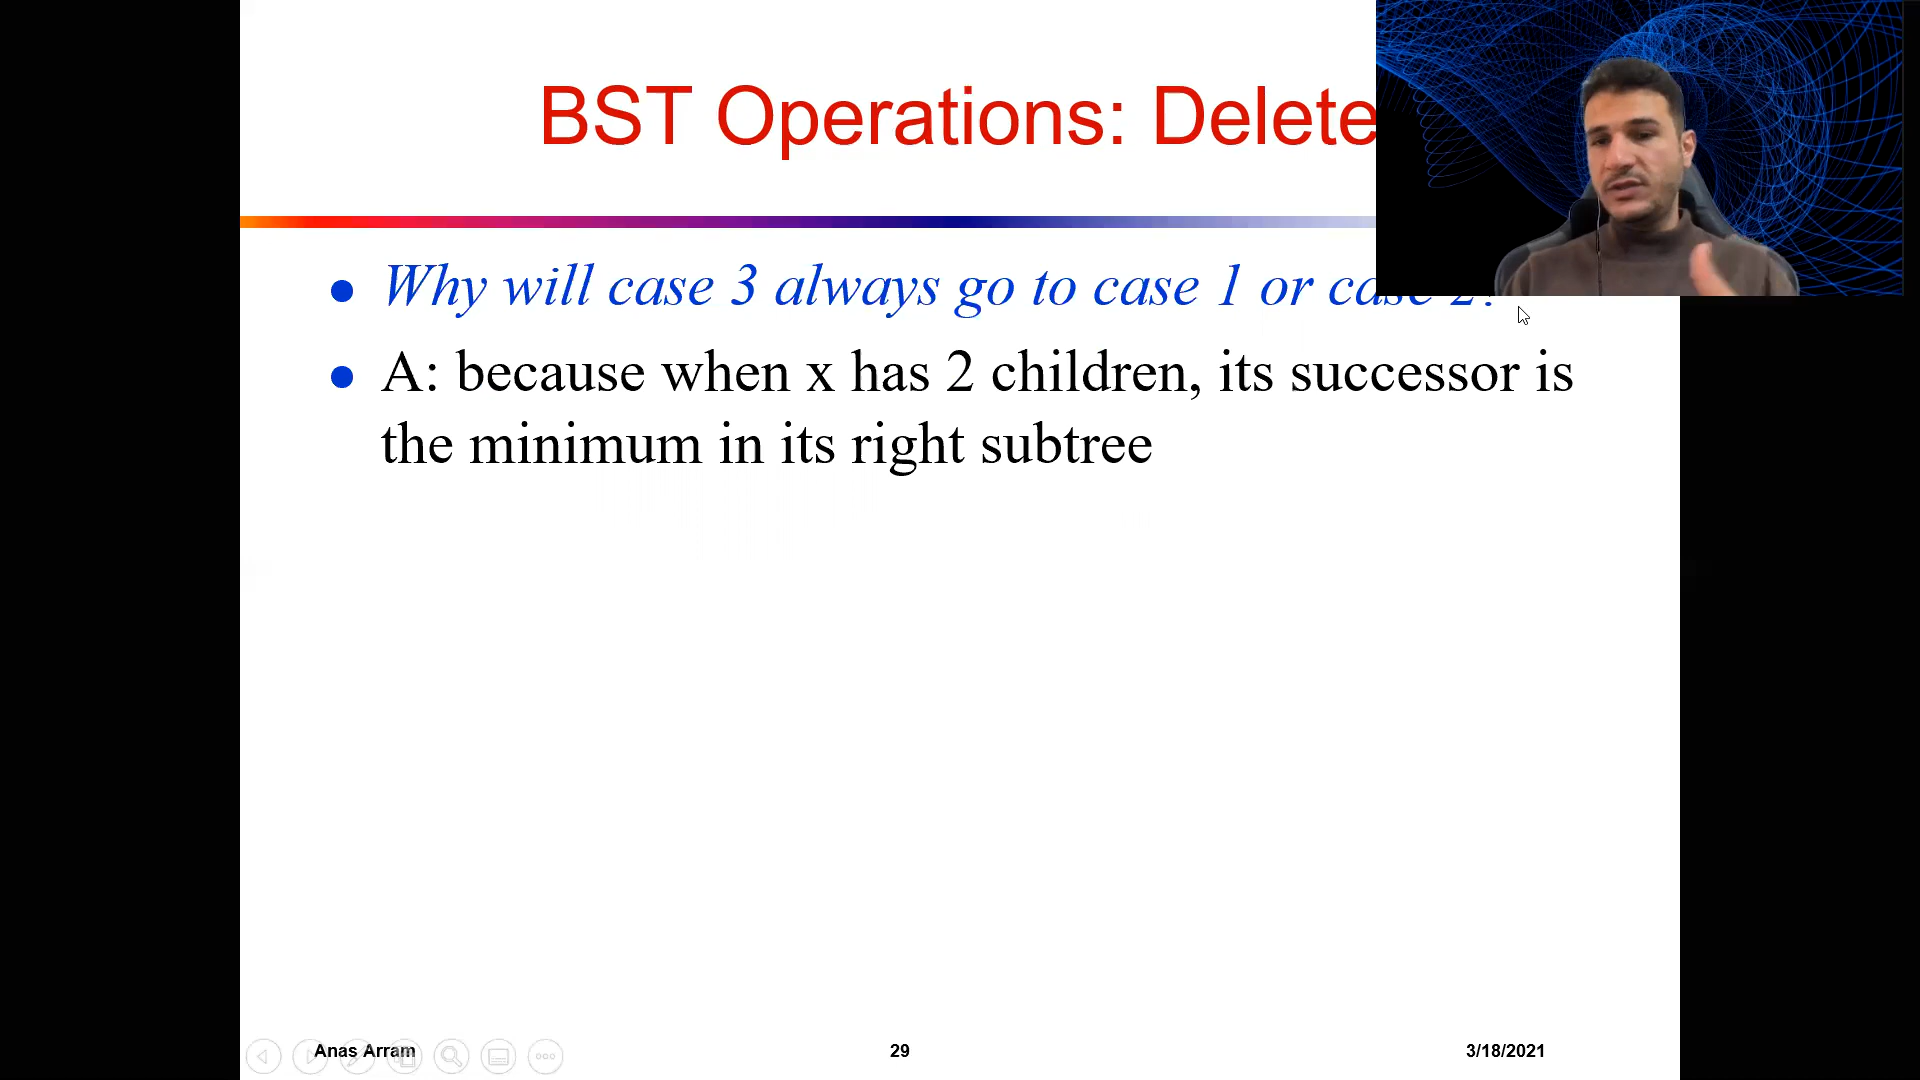 BST Operations: Delete
Why will case 3 always go to case 1 or case 2?
A: because when x has 2 children, its successor is
the minimum in its right subtree
Anas Arram
29
3/18/2021